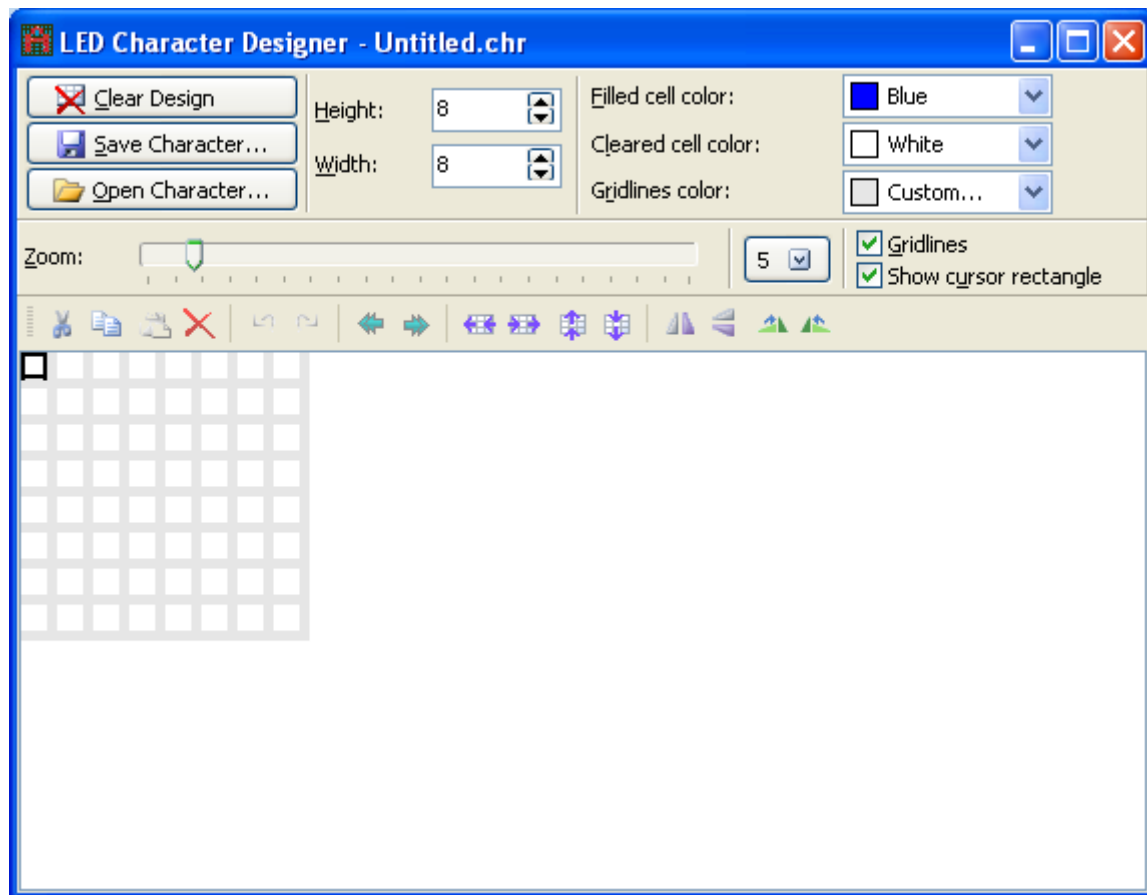 LED Character Designer - Untitled.chr
Clear Design
Save Character...
Open Character...
Height: 8
Width: 8
Filled cell color: Blue
Cleared cell color: White
Gridlines color: Custom...
Zoom:
5
Gridlines
Show cursor rectangle